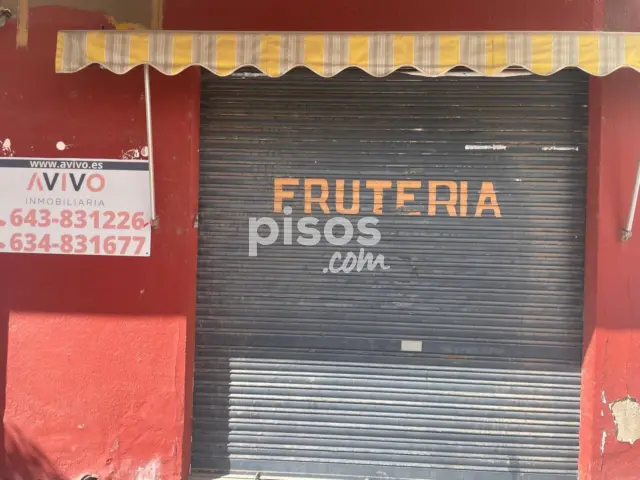 www.avivo.es
AVIVO
INMOBILIARIA
643-831226
634-831677
FRUTERIA
pisos
.com